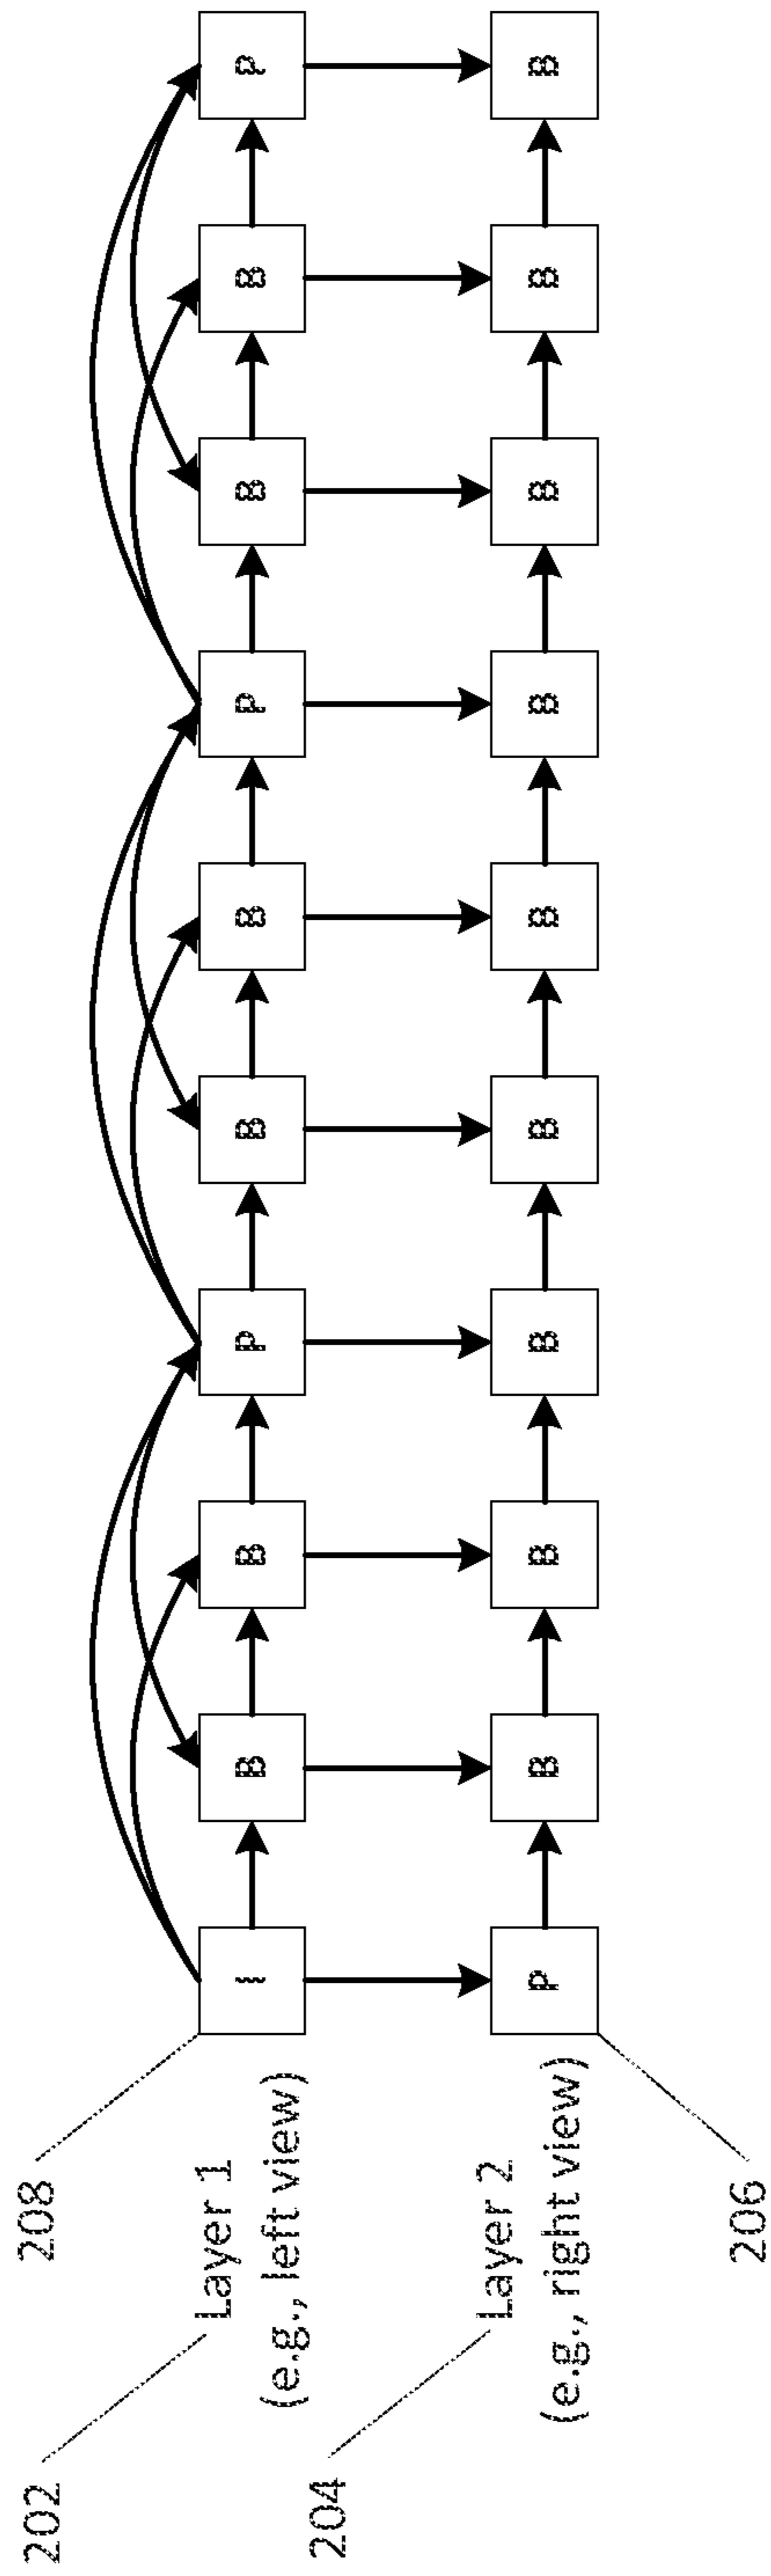 202 208
Layer 1
(e.g., left view)
I B B P B B P B B P
204
Layer 2
(e.g., right view)
P B B B B B B B B B
206